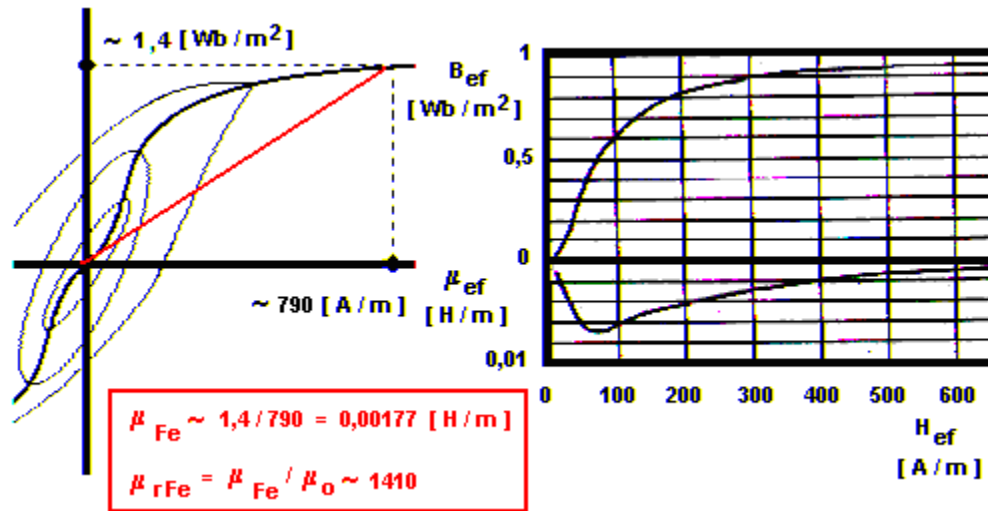 ~ 1,4 [ Wb / m² ]
~ 790 [ A / m ]
μ Fe ~ 1,4 / 790 = 0,00177 [ H / m ]
μ rFe = μ Fe / μ o ~ 1410
B ef
[ Wb / m² ]
μ ef
[ H / m ]
1
0,5
0
0,01
0 100 200 300 400 500 600
H ef
[ A / m ]